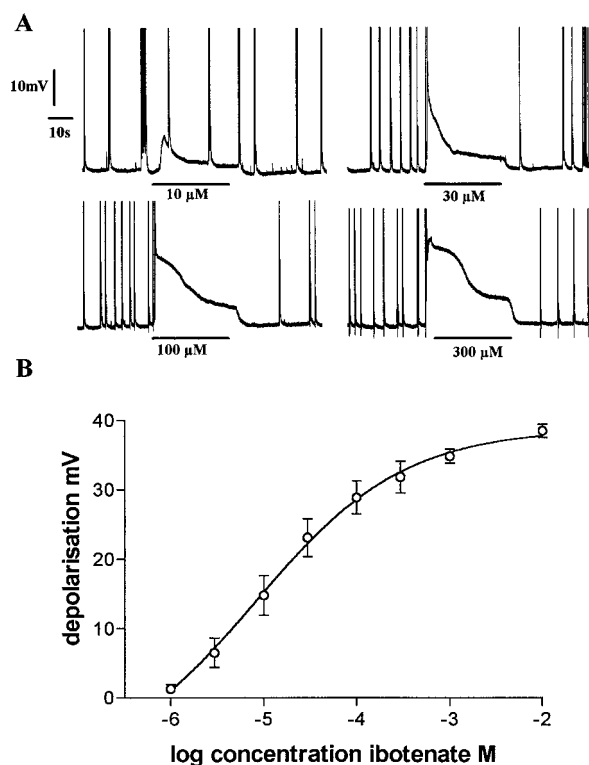 A
10mV
10s
10 µM
30 µM
100 µM
300 µM
B
depolarisation mV
40
30
20
10
0
-6 -5 -4 -3 -2
log concentration ibotenate M